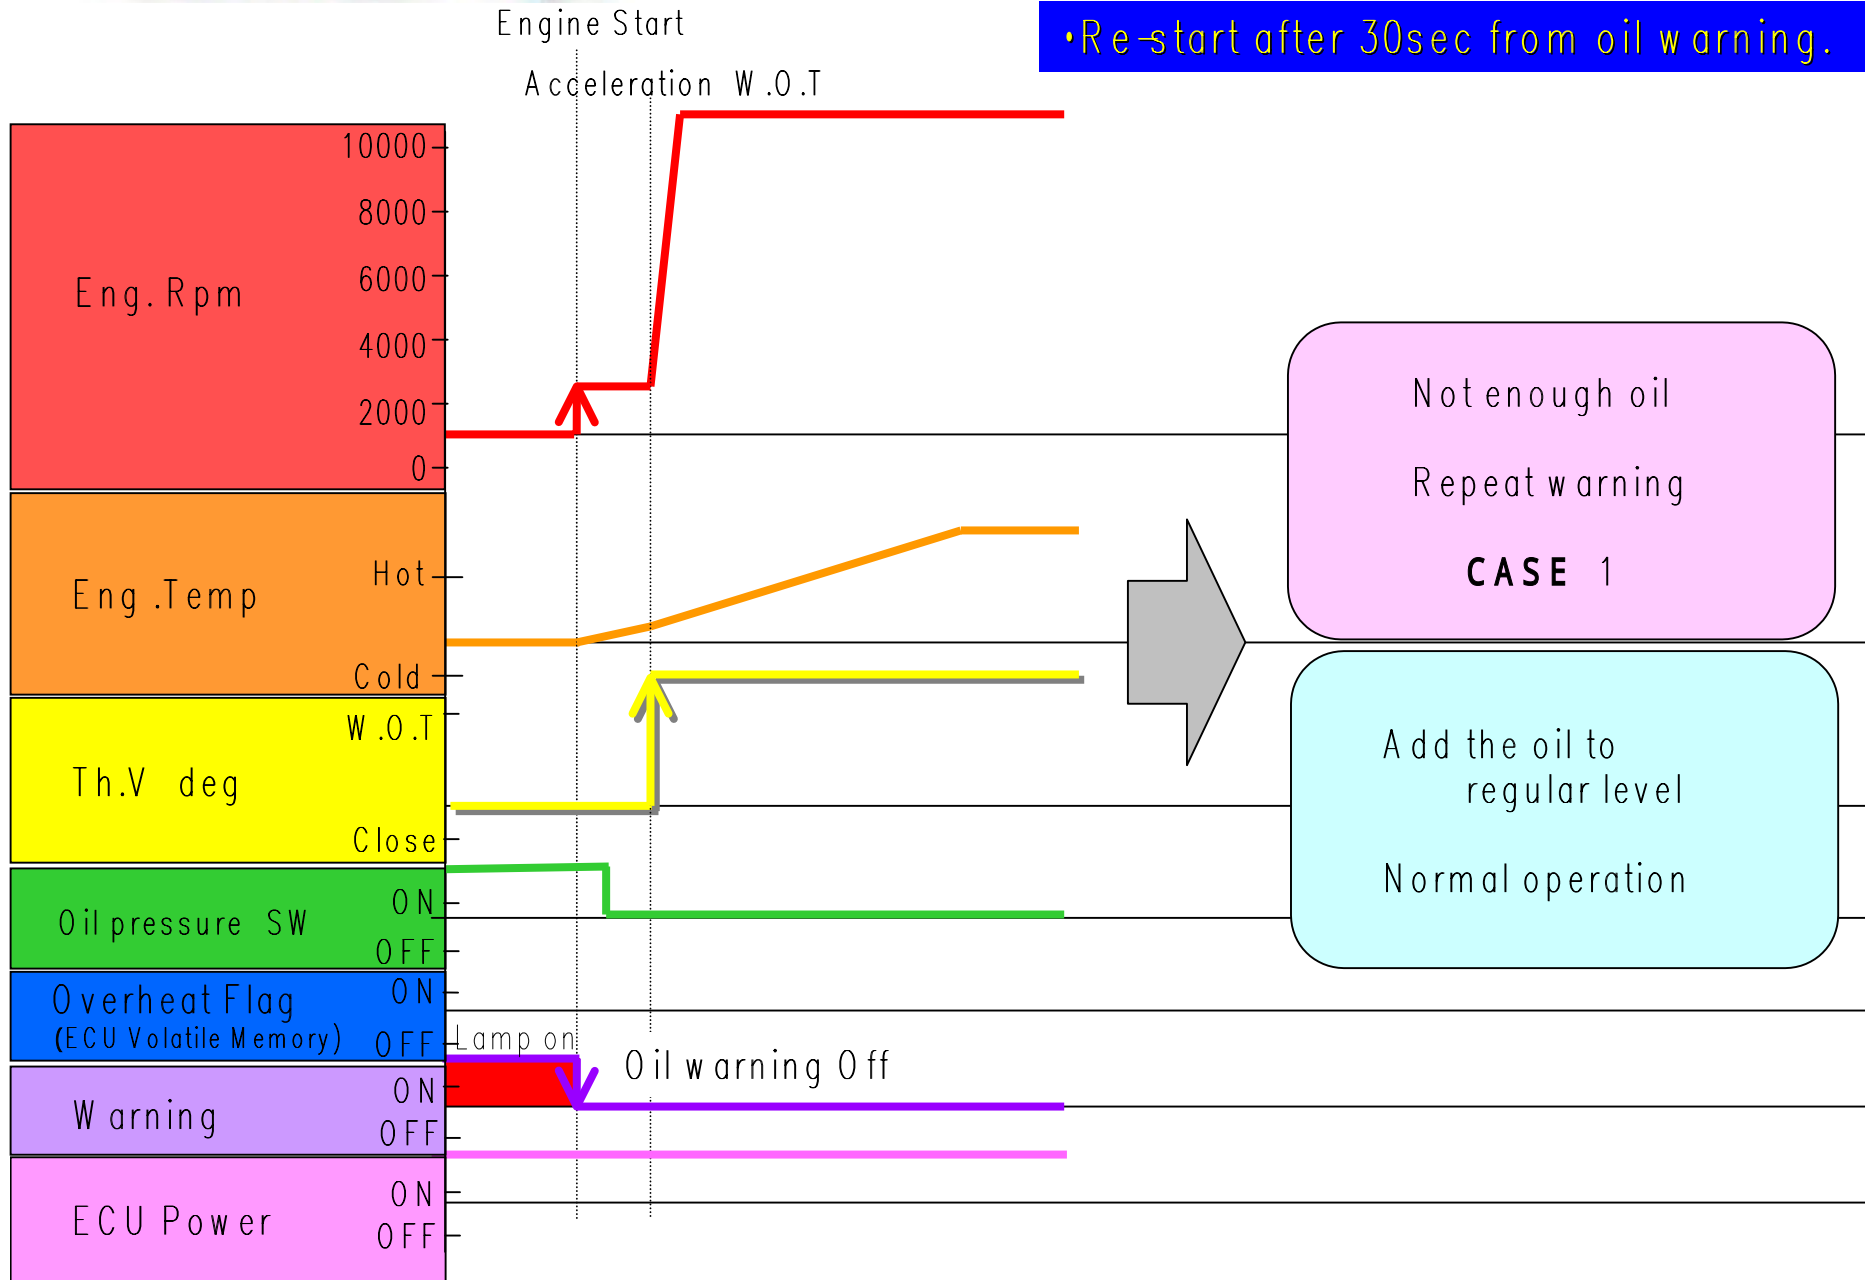 Engine Start
•Re-start after 30sec from oil warning.
Acceleration W.O.T
10000
8000
6000
Eng.Rpm
4000
2000
0
Not enough oil
Repeat warning
CASE 1
Hot
Eng.Temp
Cold
W.O.T
Th.V deg
Close
Add the oil to
regular level
Normal operation
ON
Oil pressure SW
OFF
Overheat Flag
ON
(ECU Volatile Memory)
OFF
Lamp on
Oil warning Off
ON
Warning
OFF
ON
ECU Power
OFF